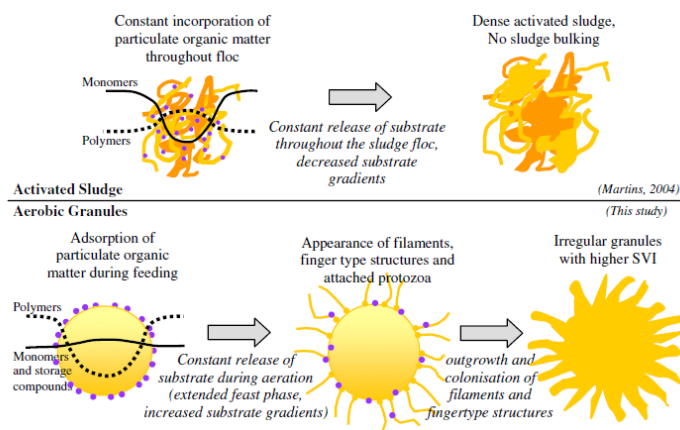 Constant incorporation of
particulate organic matter
throughout floc
Monomers
Polymers
Constant release of substrate
throughout the sludge floc,
decreased substrate
gradients
Dense activated sludge,
No sludge bulking
Activated Sludge
(Martins, 2004)
Aerobic Granules
(This study)
Adsorption of
particulate organic
matter during feeding
Polymers
Monomers
and storage
compounds
Constant release of
substrate during aeration
(extended feast phase,
increased substrate gradients)
Appearance of filaments,
finger type structures and
attached protozoa
outgrowth and
colonisation of
filaments and
fingertype structures
Irregular granules
with higher SVI